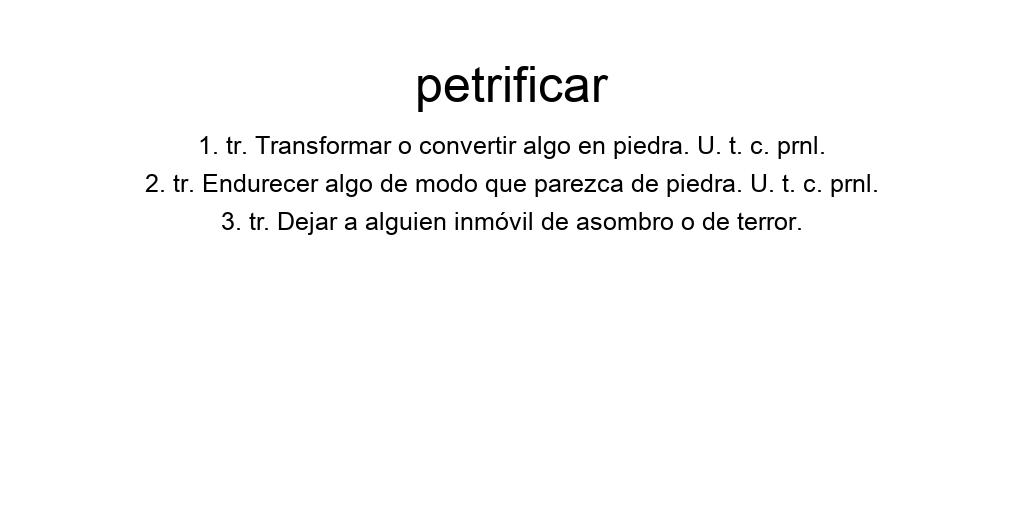 petrificar
1. tr. Transformar o convertir algo en piedra. U. t. c. prnl.
2. tr. Endurecer algo de modo que parezca de piedra. U. t. c. prnl.
3. tr. Dejar a alguien inmóvil de asombro o de terror.